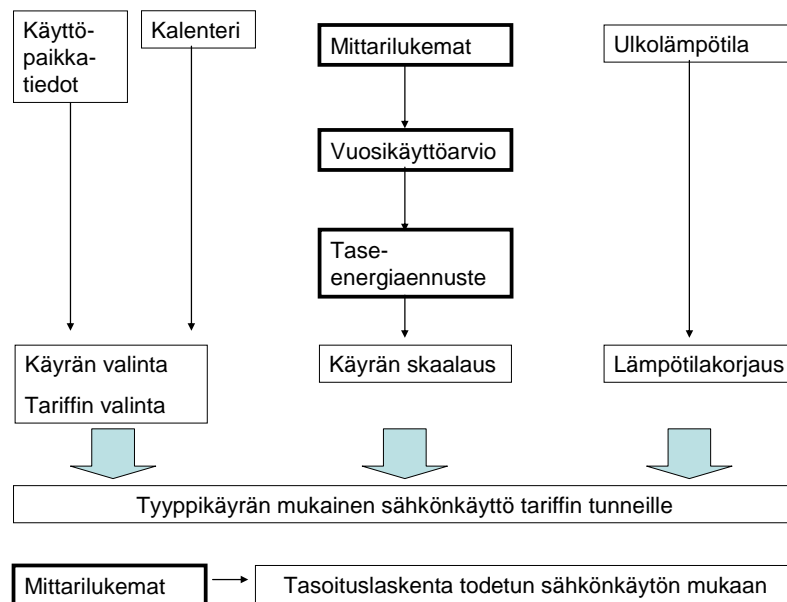 Käyttö-
paikka-
tiedot
Kalenteri
Mittarilukemat
Ulkolämpötila
Vuosikäyttöarvio
Tase-
energiaennuste
Käyrän valinta
Tariffin valinta
Käyrän skaalaus
Lämpötilakorjaus
Tyyppikäyrän mukainen sähkönkäyttö tariffin tunneille
Mittarilukemat
Tasoituslaskenta todetun sähkönkäytön mukaan